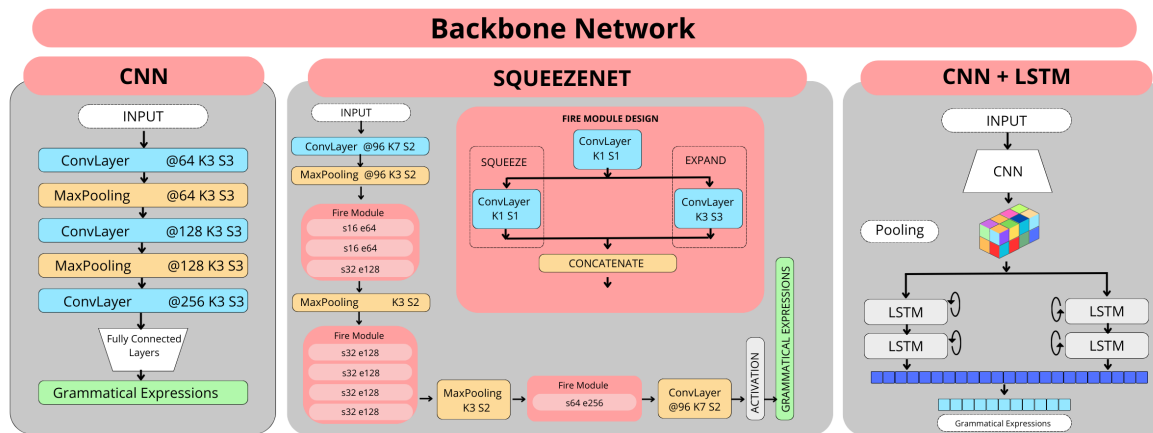 Backbone Network
CNN
INPUT
ConvLayer @64 K3 S3
MaxPooling @64 K3 S3
ConvLayer @128 K3 S3
MaxPooling @128 K3 S3
ConvLayer @256 K3 S3
Fully Connected
Layers
Grammatical Expressions
SQUEEZENET
INPUT
ConvLayer @96 K7 S2
MaxPooling @96 K3 S2
Fire Module
s16 e64
s16 e64
s32 e128
MaxPooling K3 S2
Fire Module
s32 e128
s32 e128
s32 e128
s32 e128
MaxPooling
K3 S2
Fire Module
s64 e256
ConvLayer
@96 K7 S2
ACTIVATION
GRAMMATICAL EXPRESSIONS
FIRE MODULE DESIGN
ConvLayer
K1 S1
SQUEEZE
ConvLayer
K1 S1
EXPAND
ConvLayer
K3 S3
CONCATENATE
CNN + LSTM
INPUT
CNN
Pooling
LSTM
LSTM
LSTM
LSTM
Grammatical Expressions